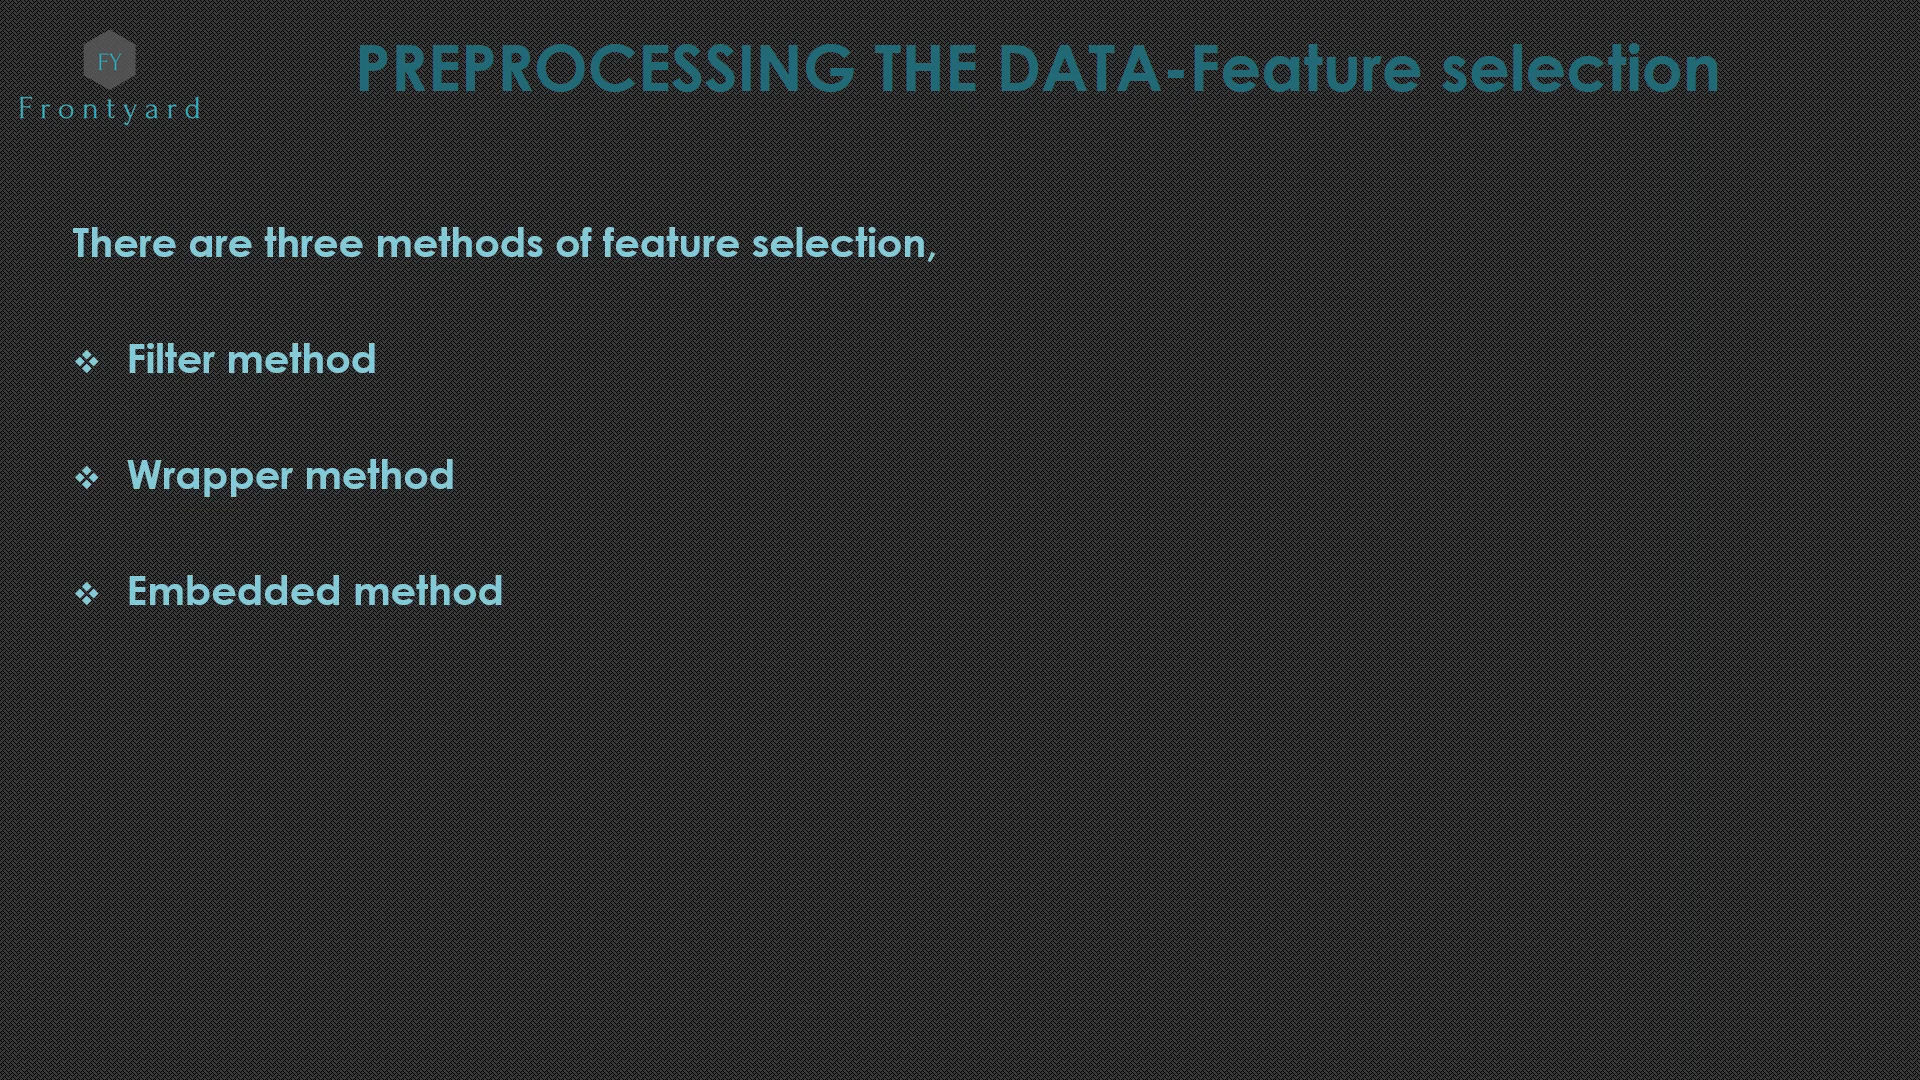 FY
Frontyard
PREPROCESSING THE DATA-Feature selection
There are three methods of feature selection,
❖ Filter method
❖ Wrapper method
❖ Embedded method